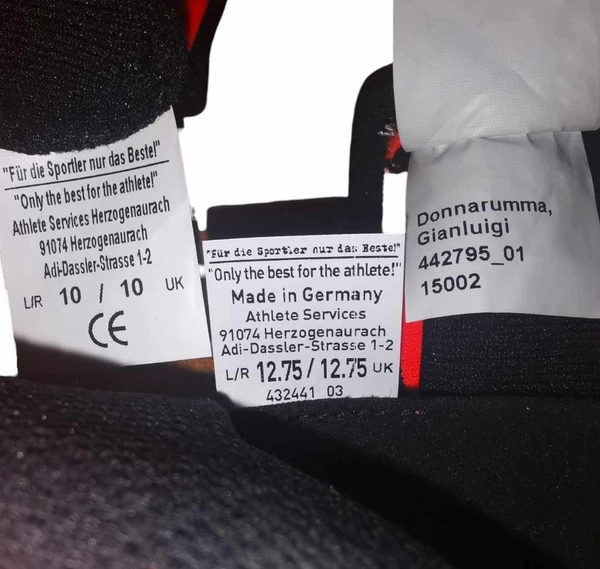 "Für die Sportler nur das Beste!"
"Only the best for the athlete!"
Athlete Services Herzogenaurach
91074 Herzogenaurach
Adi-Dassler-Strasse 1-2
L/R 10 / 10 UK
CE
"Für die Sportler nur das Beste!"
"Only the best for the athlete!"
Made in Germany
Athlete Services
91074 Herzogenaurach
Adi-Dassler-Strasse 1-2
L/R 12.75 / 12.75 UK
432441 03
Donnarumma,
Gianluigi
442795_01
15002